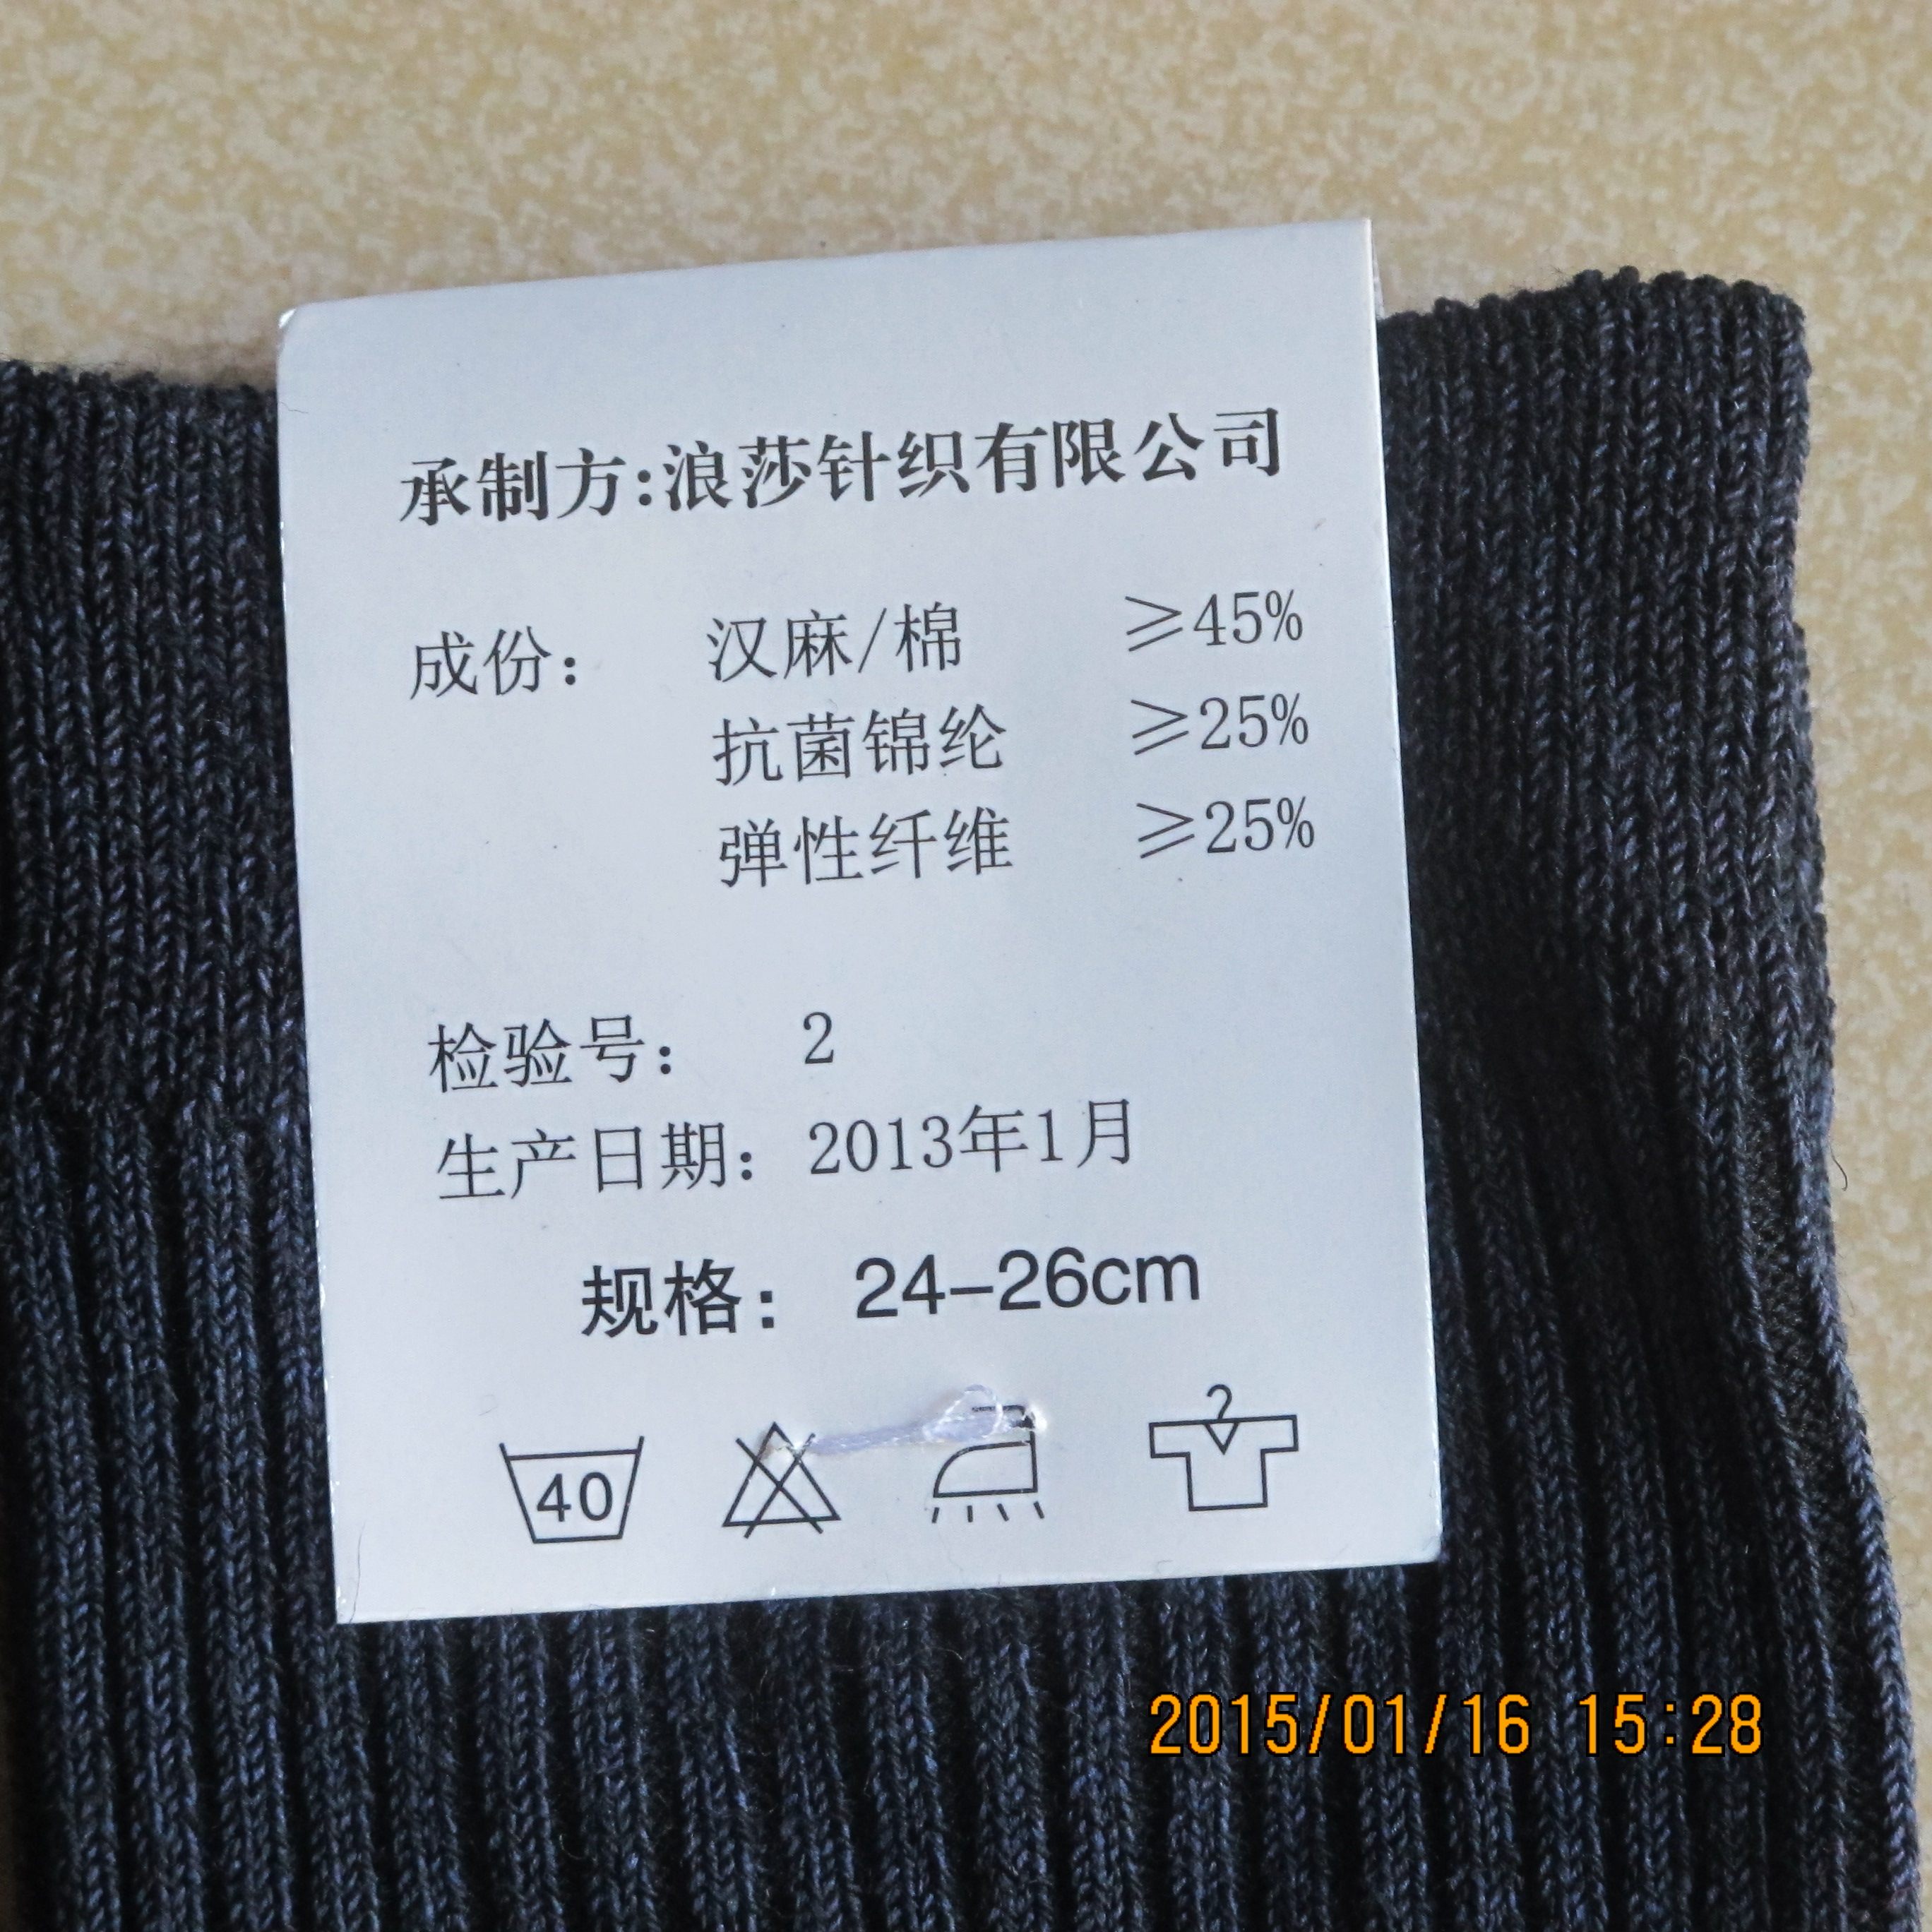 承制方:浪莎针织有限公司
成份: 汉麻/棉 ≥45%
抗菌锦纶 ≥25%
弹性纤维 ≥25%
检验号: 2
生产日期: 2013年1月
规格: 24-26cm
40
2015/01/16 15:28